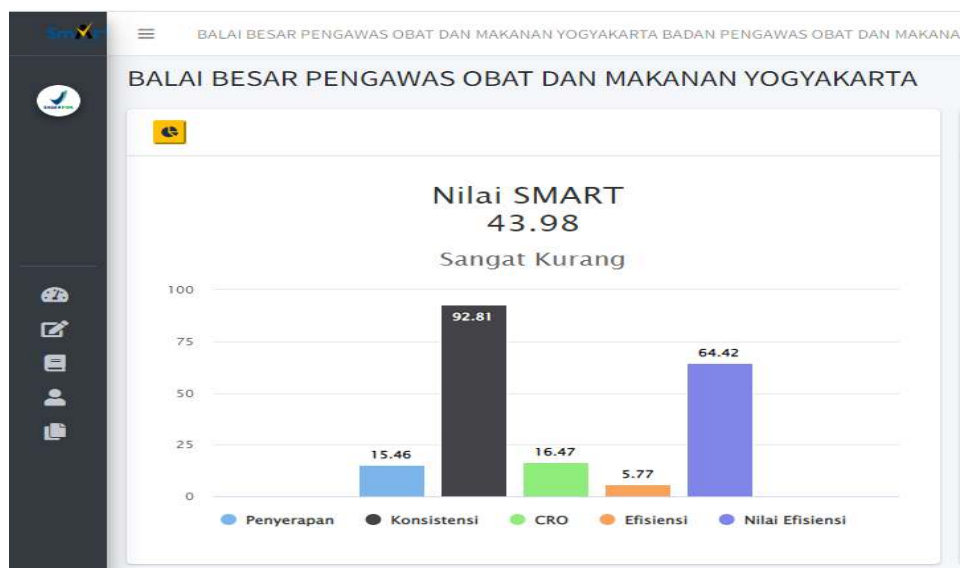 SmArt
BALAI BESAR PENGAWAS OBAT DAN MAKANAN YOGYAKARTA BADAN PENGAWAS OBAT DAN MAKANA
BALAI BESAR PENGAWAS OBAT DAN MAKANAN YOGYAKARTA
Nilai SMART
43.98
Sangat Kurang
100
92.81
75
64.42
50
25
15.46
16.47
5.77
0
Penyerapan Konsistensi CRO Efisiensi Nilai Efisiensi